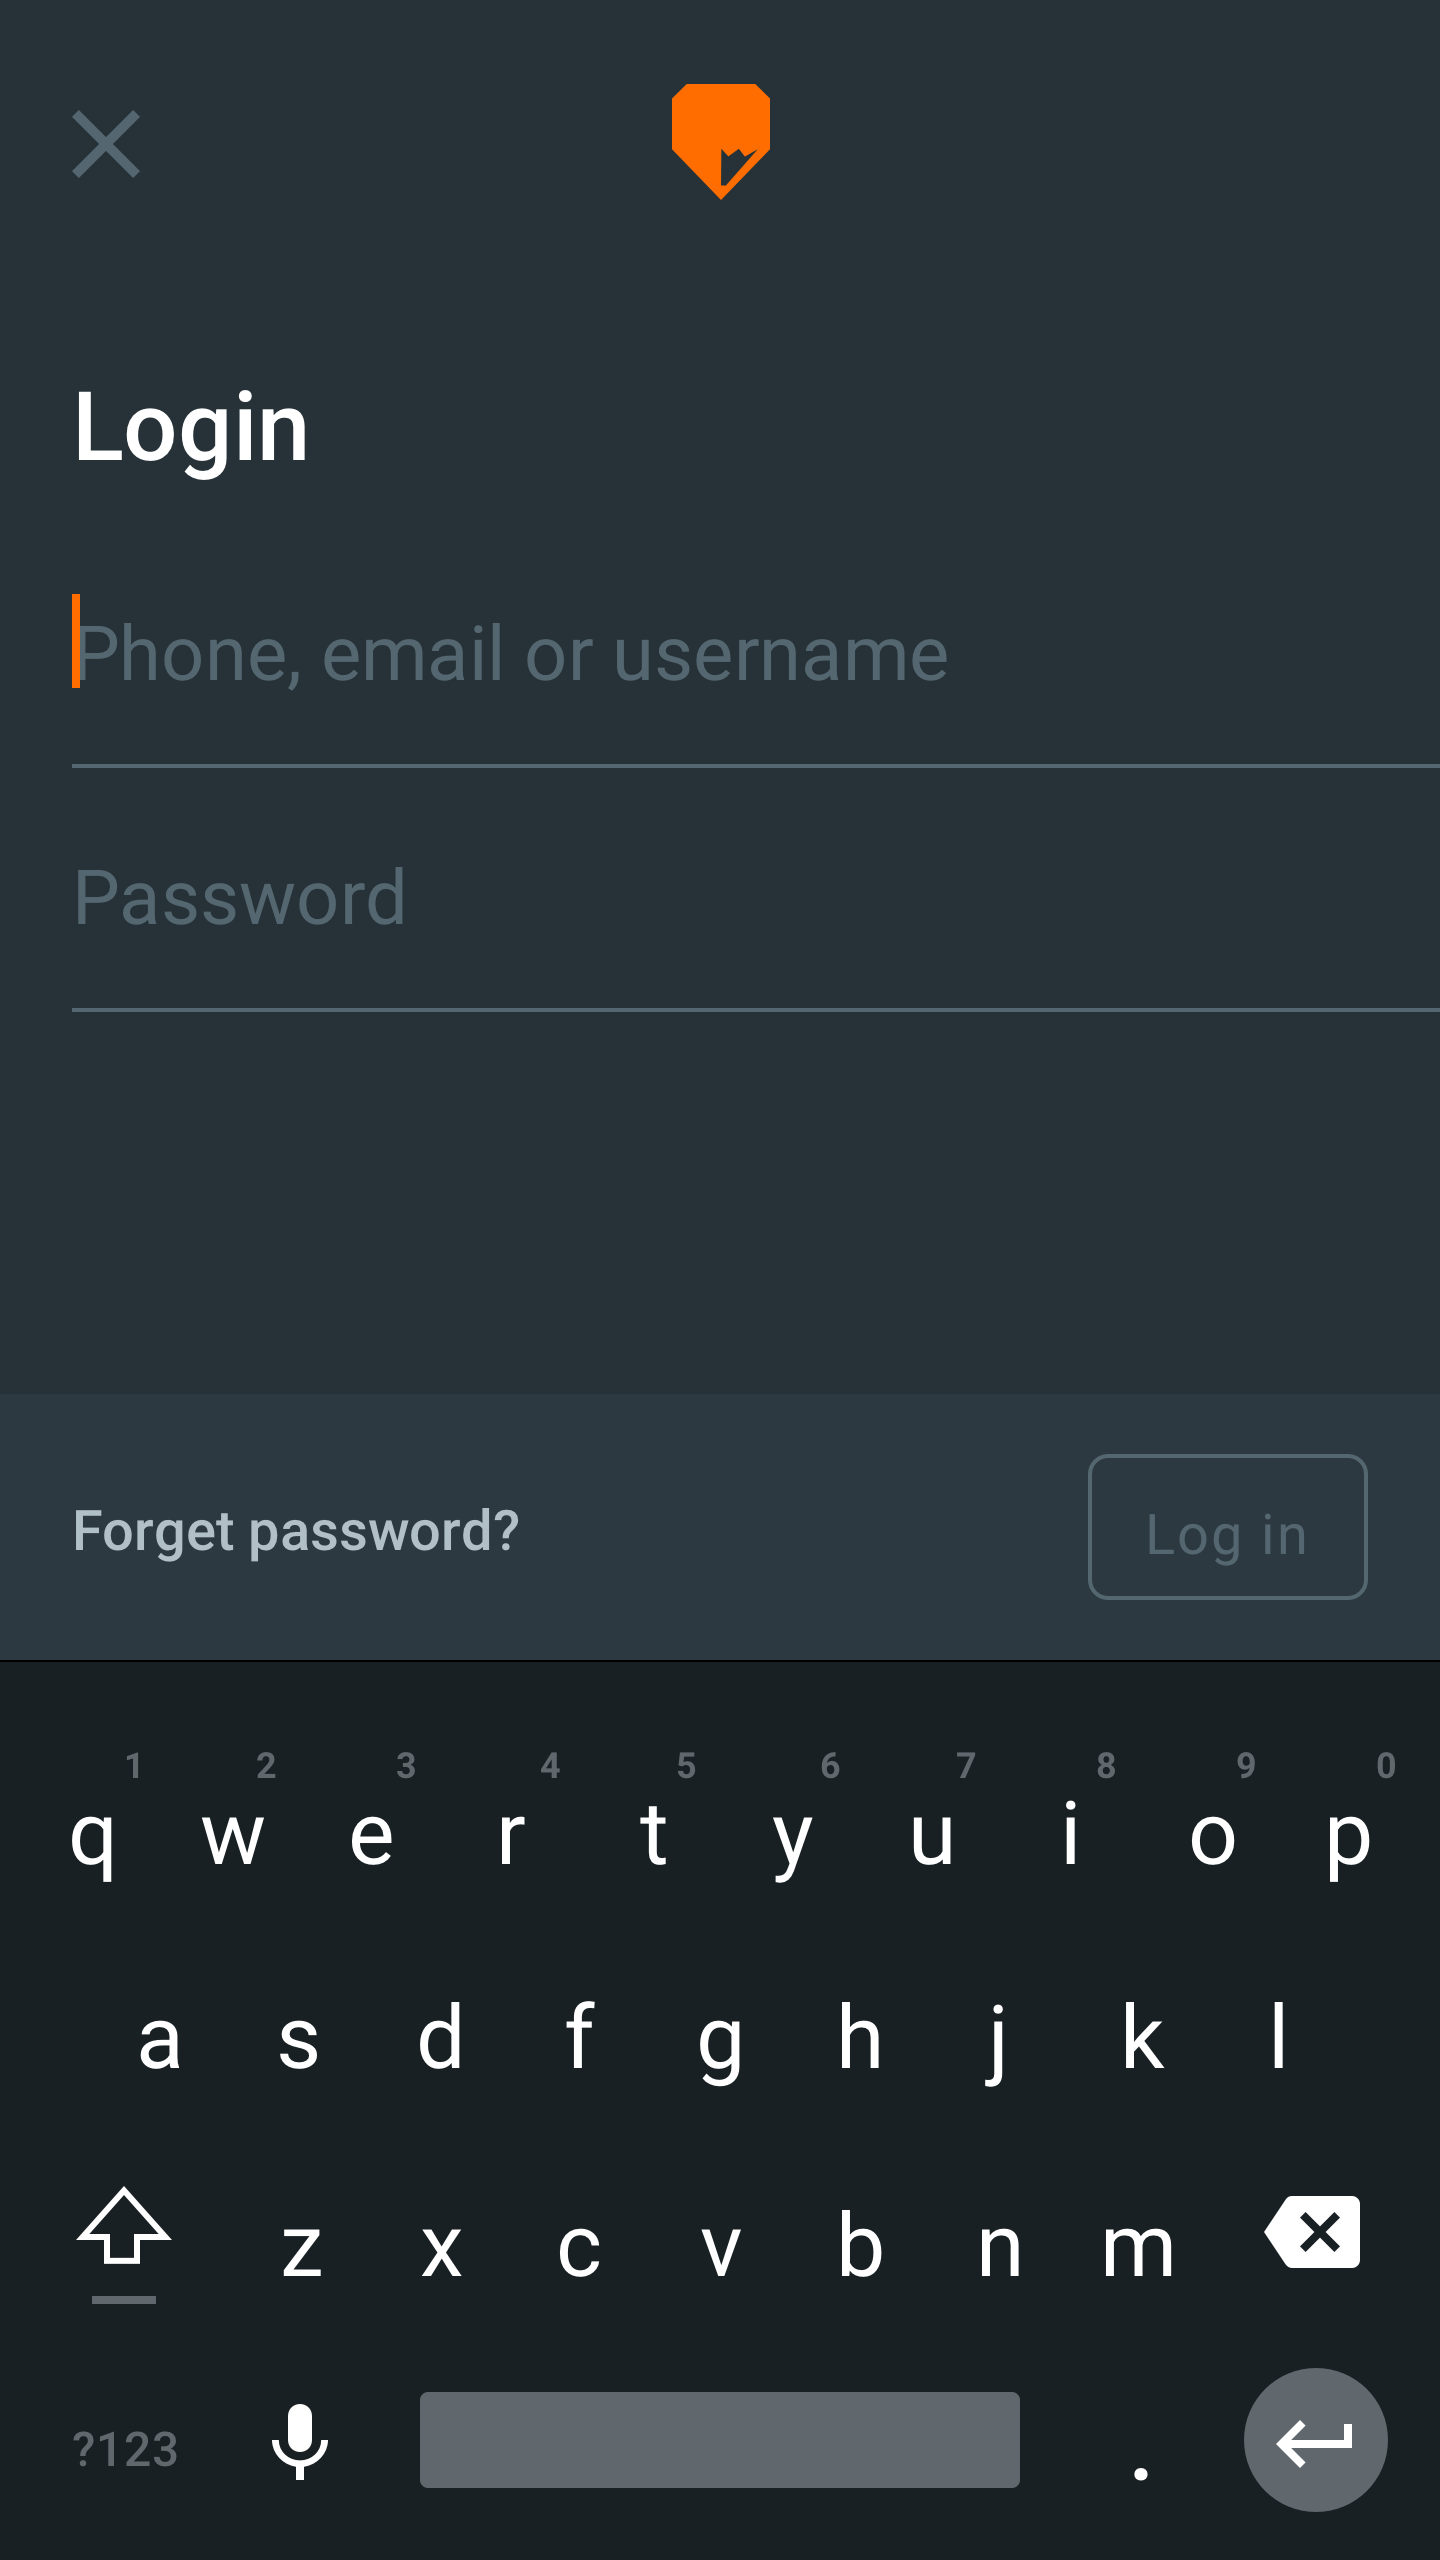 Login
Phone, email or username
Password
Forget password?
Log in
1 2 3 4 5 6 7 8 9 0
q w e r t y u i o p
a s d f g h j k l
z x c v b n m
?123 .